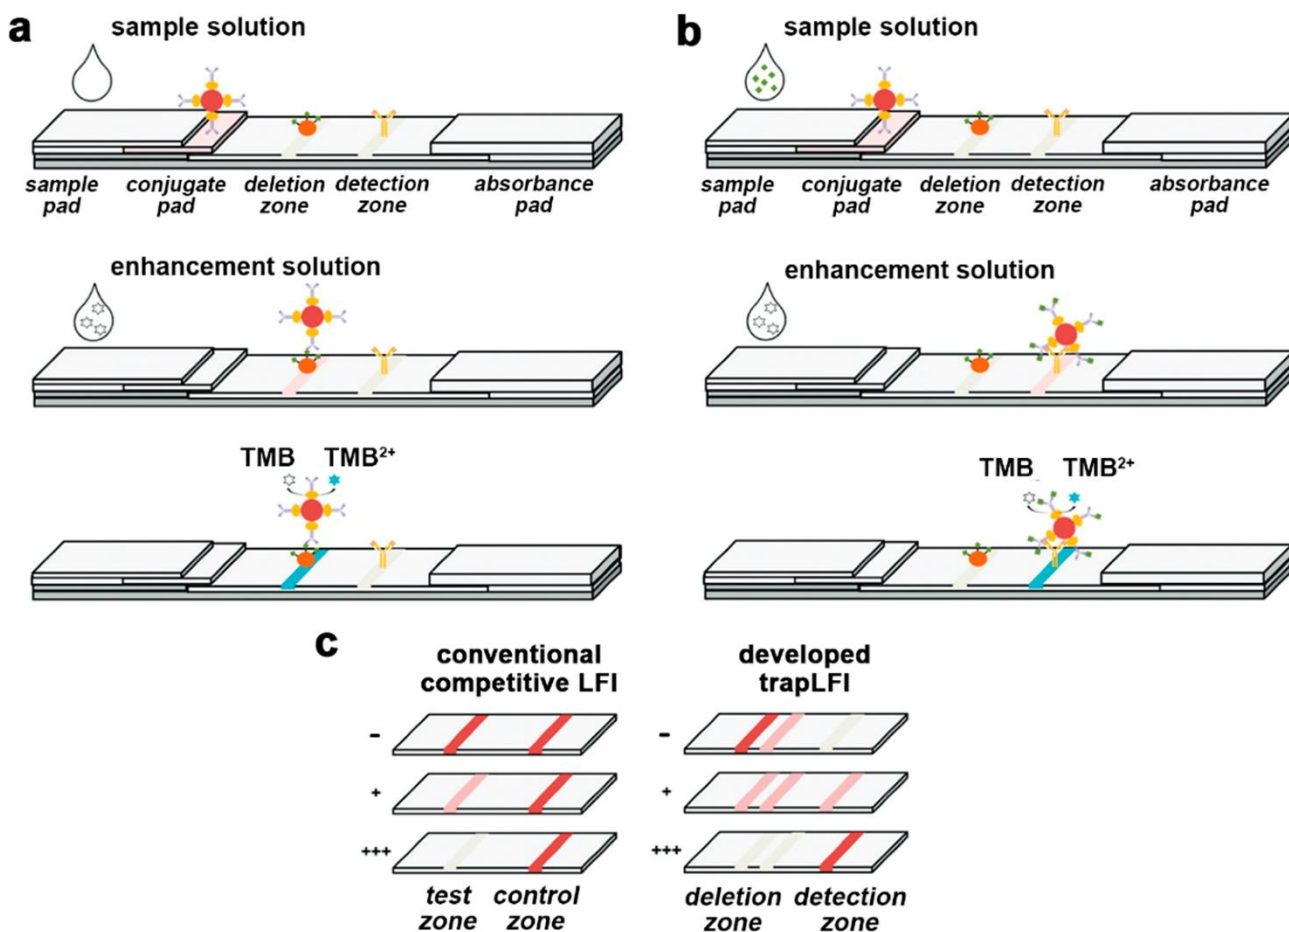 a
sample solution
sample pad
conjugate pad
deletion zone
detection zone
absorbance pad
enhancement solution
TMB
TMB²⁺
b
sample solution
sample pad
conjugate pad
deletion zone
detection zone
absorbance pad
enhancement solution
TMB
TMB²⁺
c
conventional
competitive LFI
-
+
+++
test zone
control zone
developed
trapLFI
-
+
+++
deletion zone
detection zone